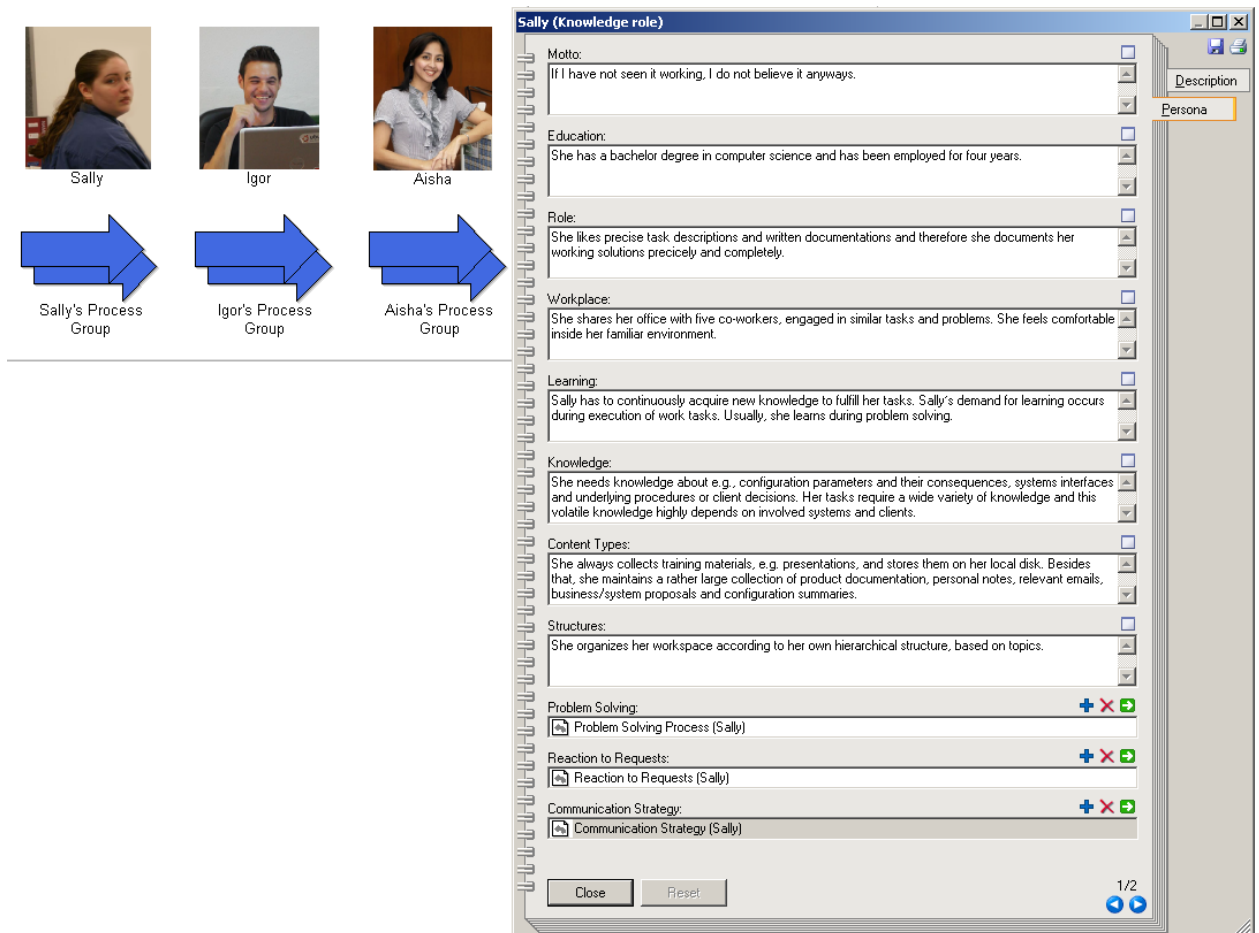 Sally
Igor
Aisha
Sally's Process
Group
Igor's Process
Group
Aisha's Process
Group
Sally (Knowledge role)
Description
Persona
Motto:
If I have not seen it working, I do not believe it anyways.
Education:
She has a bachelor degree in computer science and has been employed for four years.
Role:
She likes precise task descriptions and written documentations and therefore she documents her
working solutions precicely and completely.
Workplace:
She shares her office with five co-workers, engaged in similar tasks and problems. She feels comfortable
inside her familiar environment.
Learning:
Sally has to continuously acquire new knowledge to fulfill her tasks. Sally's demand for learning occurs
during execution of work tasks. Usually, she learns during problem solving.
Knowledge:
She needs knowledge about e.g., configuration parameters and their consequences, systems interfaces
and underlying procedures or client decisions. Her tasks require a wide variety of knowledge and this
volatile knowledge highly depends on involved systems and clients.
Content Types:
She always collects training materials, e.g. presentations, and stores them on her local disk. Besides
that, she maintains a rather large collection of product documentation, personal notes, relevant emails,
business/system proposals and configuration summaries.
Structures:
She organizes her workspace according to her own hierarchical structure, based on topics.
Problem Solving:
Problem Solving Process (Sally)
Reaction to Requests:
Reaction to Requests (Sally)
Communication Strategy:
Communication Strategy (Sally)
Close
Reset
1/2